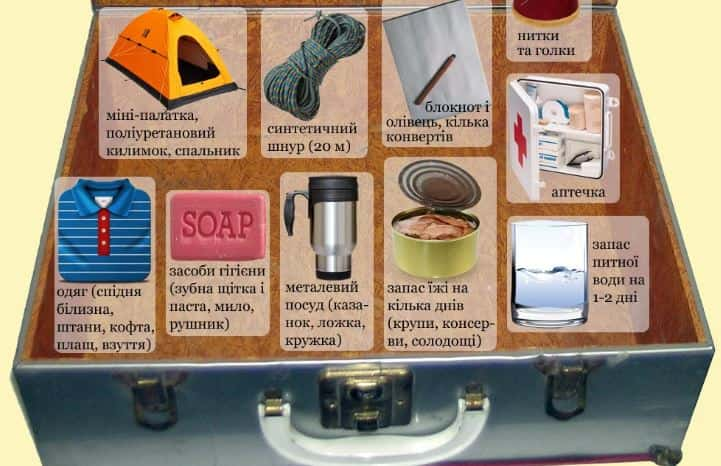 нитки
та голки
міні-палатка,
поліуретановий
килимок, спальник
синтетичний
шнур (20 м)
блокнот і
олівець, кілька
конвертів
аптечка
одяг (спідня
білизна,
штани, кофта,
плащ, взуття)
SOAP
засоби гігієни
(зубна щітка і
паста, мило,
рушник)
металевий
посуд (каза-
нок, ложка,
кружка)
запас їжі на
кілька днів
(крупи, консер-
ви, солодощі)
запас
питної
води на
1-2 дні